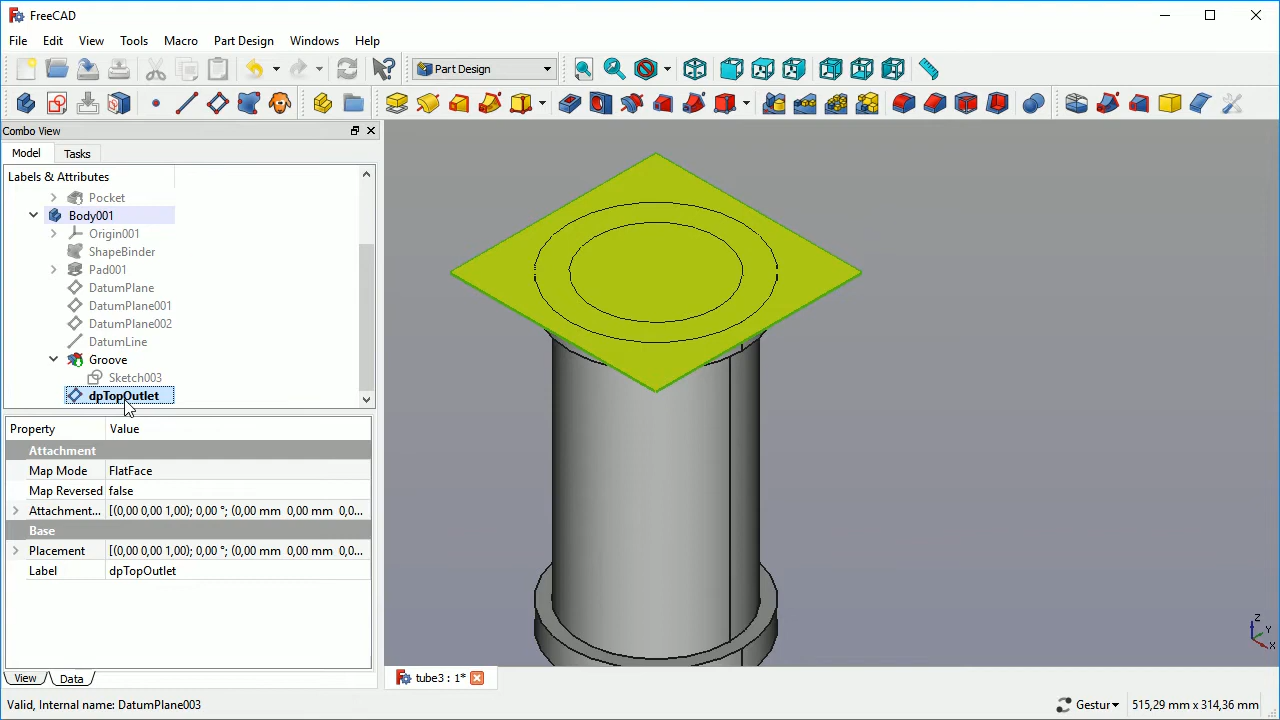 FreeCAD
File Edit View Tools Macro Part Design Windows Help
Part Design
Combo View
Model Tasks
Labels & Attributes
Pocket
Body001
Origin001
ShapeBinder
Pad001
DatumPlane
DatumPlane001
DatumPlane002
DatumLine
Groove
Sketch003
dpTopOutlet
Property Value
Attachment
Map Mode FlatFace
Map Reversed false
Attachment... [(0,00 0,00 1,00); 0,00 °; (0,00 mm 0,00 mm 0,0...
Base
Placement [(0,00 0,00 1,00); 0,00 °; (0,00 mm 0,00 mm 0,0...
Label dpTopOutlet
Z
Y
X
View Data
tube3 : 1*
Valid, Internal name: DatumPlane003
Gestur
515,29 mm x 314,36 mm